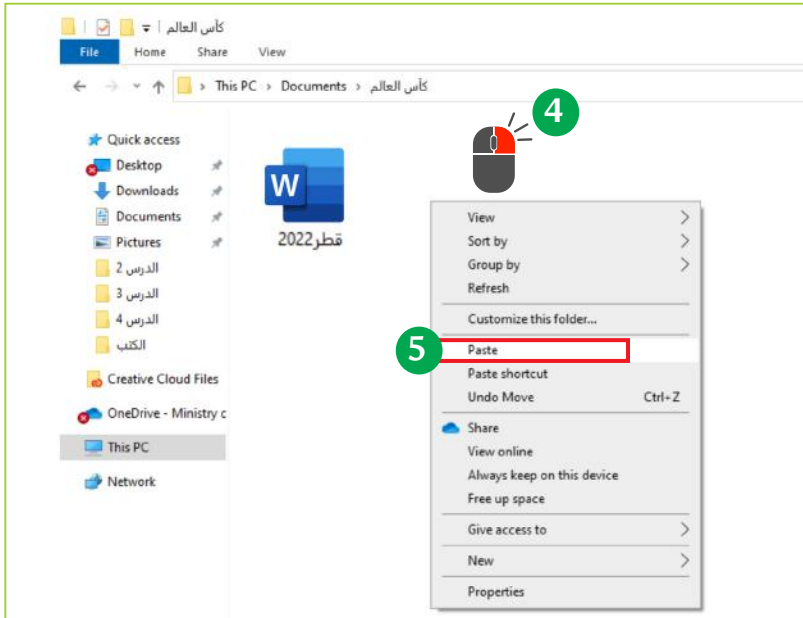 كأس العالم
File Home Share View
This PC > Documents > كأس العالم
Quick access
Desktop
Downloads
Documents
Pictures
الدرس 2
الدرس 3
الدرس 4
الكتب
Creative Cloud Files
OneDrive - Ministry c
This PC
Network
W
قطر2022
4
View
Sort by
Group by
Refresh
Customize this folder...
5
Paste
Paste shortcut
Undo Move Ctrl+Z
Share
View online
Always keep on this device
Free up space
Give access to
New
Properties